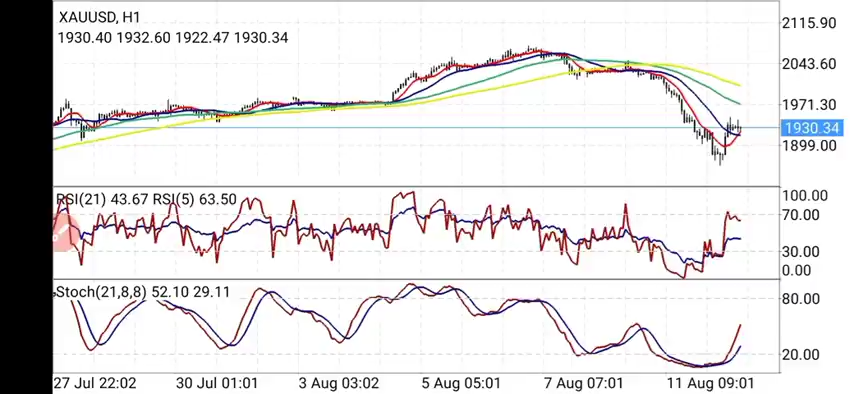 XAUUSD, H1
1930.40 1932.60 1922.47 1930.34
2115.90
2043.60
1971.30
1930.34
1899.00
RSI(21) 43.67 RSI(5) 63.50
100.00
70.00
30.00
0.00
Stoch(21,8,8) 52.10 29.11
80.00
20.00
27 Jul 22:02 30 Jul 01:01 3 Aug 03:02 5 Aug 05:01 7 Aug 07:01 11 Aug 09:01